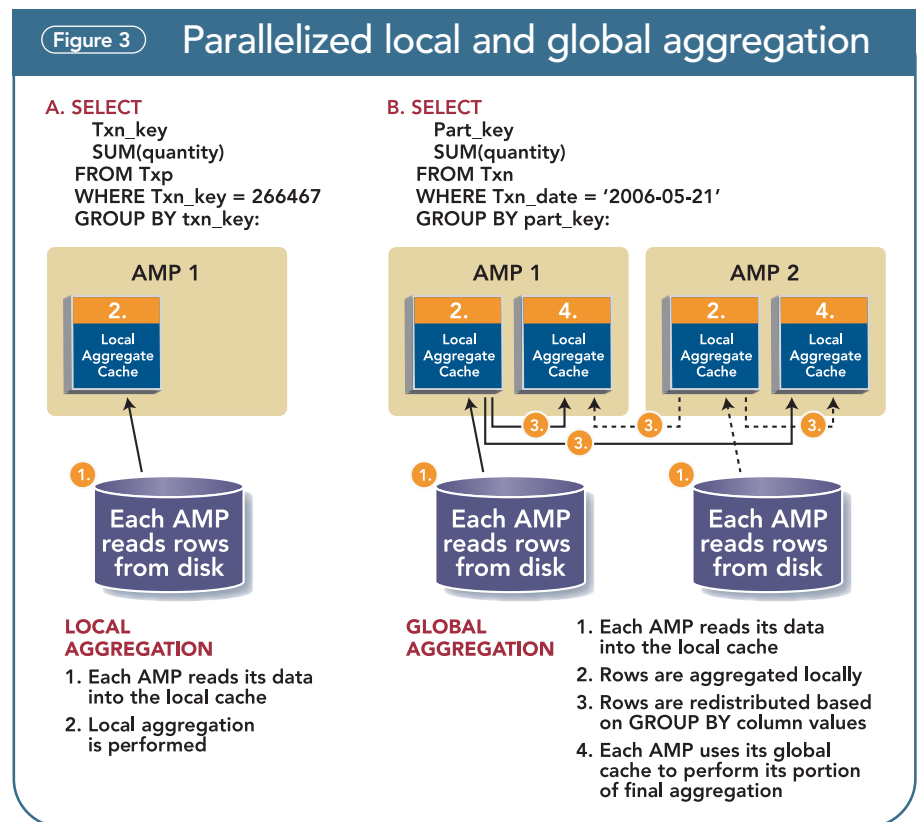 Figure 3
Parallelized local and global aggregation
A. SELECT
Txn_key
SUM(quantity)
FROM Txp
WHERE Txn_key = 266467
GROUP BY txn_key:
AMP 1
2.
Local
Aggregate
Cache
1.
Each AMP
reads rows
from disk
LOCAL
AGGREGATION
1. Each AMP reads its data
into the local cache
2. Local aggregation
is performed
B. SELECT
Part_key
SUM(quantity)
FROM Txn
WHERE Txn_date = ‘2006-05-21’
GROUP BY part_key:
AMP 1
2.
Local
Aggregate
Cache
4.
Local
Aggregate
Cache
AMP 2
2.
Local
Aggregate
Cache
4.
Local
Aggregate
Cache
3.
3.
3.
3.
1.
Each AMP
reads rows
from disk
1.
Each AMP
reads rows
from disk
GLOBAL
AGGREGATION
1. Each AMP reads its data
into the local cache
2. Rows are aggregated locally
3. Rows are redistributed based
on GROUP BY column values
4. Each AMP uses its global
cache to perform its portion
of final aggregation